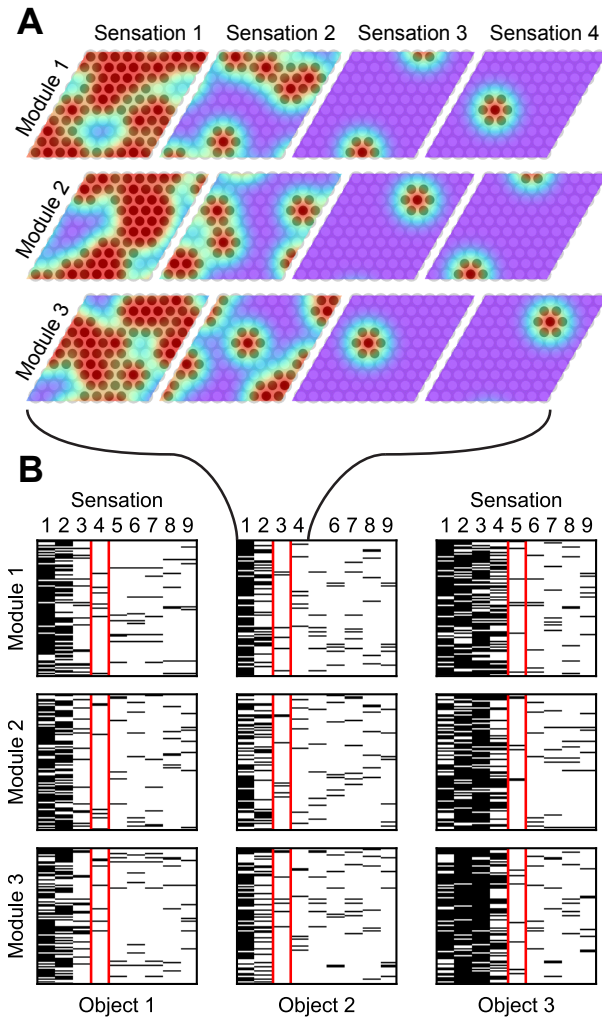 A
Sensation 1 Sensation 2 Sensation 3 Sensation 4
Module 1
Module 2
Module 3
B
Sensation Sensation
1 2 3 4 5 6 7 8 9 1 2 3 4 6 7 8 9 1 2 3 4 5 6 7 8 9
Module 1
Module 2
Module 3
Object 1 Object 2 Object 3